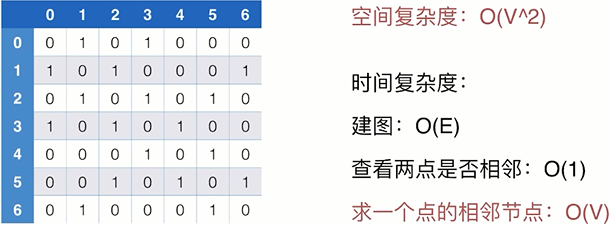 0 1 2 3 4 5 6
0 0 1 0 1 0 0 0
1 1 0 1 0 0 0 1
2 0 1 0 1 0 1 0
3 1 0 1 0 1 0 0
4 0 0 0 1 0 1 0
5 0 0 1 0 1 0 1
6 0 1 0 0 0 1 0
空间复杂度：O(V^2)
时间复杂度：
建图：O(E)
查看两点是否相邻：O(1)
求一个点的相邻节点：O(V)